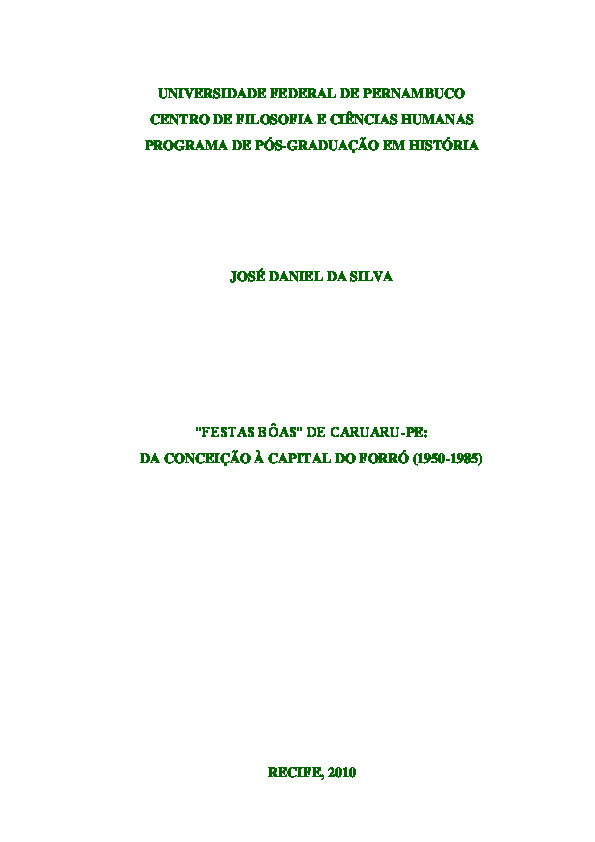 UNIVERSIDADE FEDERAL DE PERNAMBUCO
CENTRO DE FILOSOFIA E CIÊNCIAS HUMANAS
PROGRAMA DE PÓS-GRADUAÇÃO EM HISTÓRIA
JOSÉ DANIEL DA SILVA
"FESTAS BÔAS" DE CARUARU-PE:
DA CONCEIÇÃO À CAPITAL DO FORRÓ (1950-1985)
RECIFE, 2010